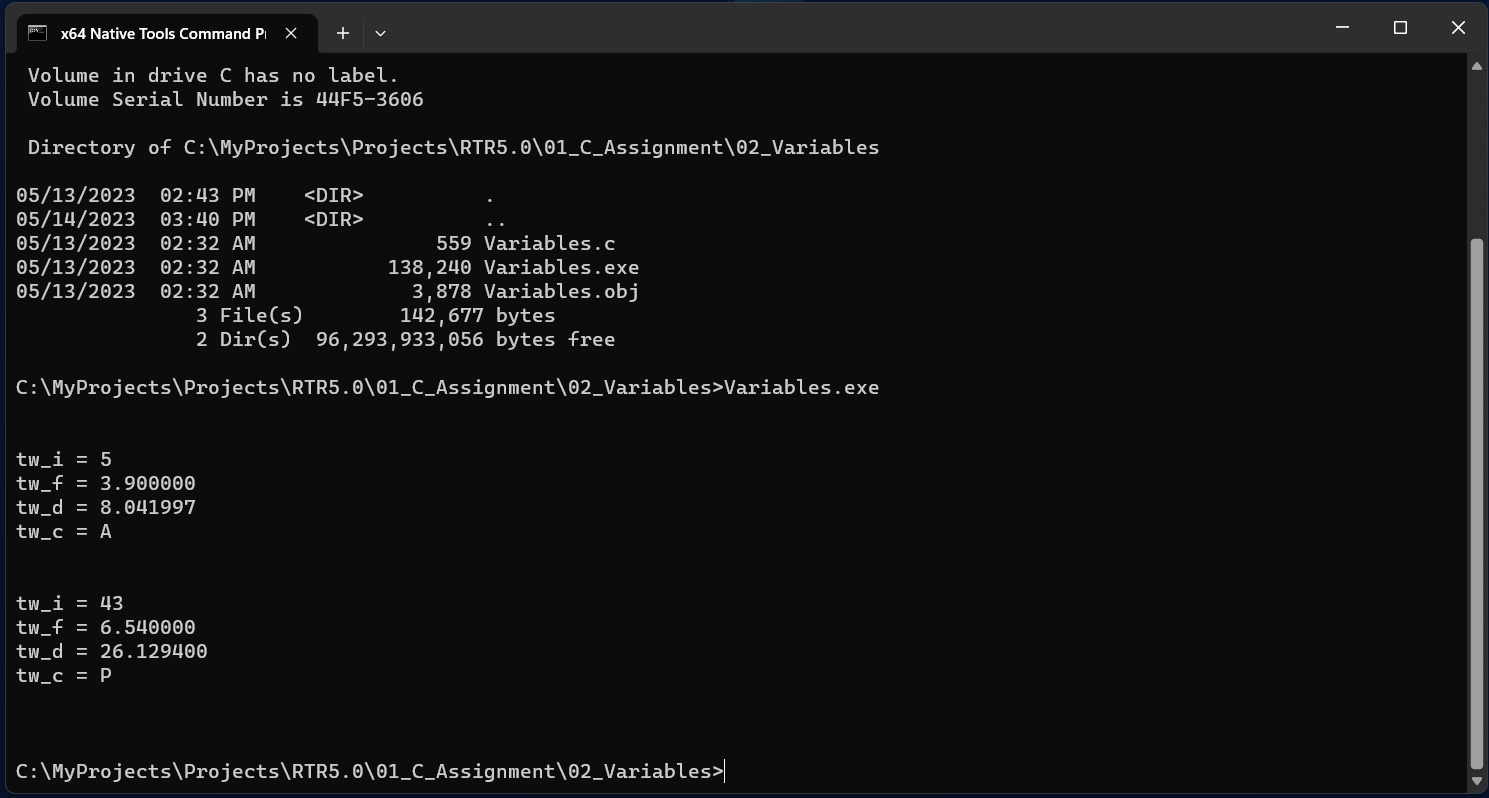 x64 Native Tools Command P
Volume in drive C has no label.
Volume Serial Number is 44F5-3606
Directory of C:\MyProjects\Projects\RTR5.0\01_C_Assignment\02_Variables
05/13/2023  02:43 PM    <DIR>          .
05/14/2023  03:40 PM    <DIR>          ..
05/13/2023  02:32 AM               559 Variables.c
05/13/2023  02:32 AM           138,240 Variables.exe
05/13/2023  02:32 AM             3,878 Variables.obj
3 File(s)        142,677 bytes
2 Dir(s)  96,293,933,056 bytes free
C:\MyProjects\Projects\RTR5.0\01_C_Assignment\02_Variables>Variables.exe
tw_i = 5
tw_f = 3.900000
tw_d = 8.041997
tw_c = A
tw_i = 43
tw_f = 6.540000
tw_d = 26.129400
tw_c = P
C:\MyProjects\Projects\RTR5.0\01_C_Assignment\02_Variables>